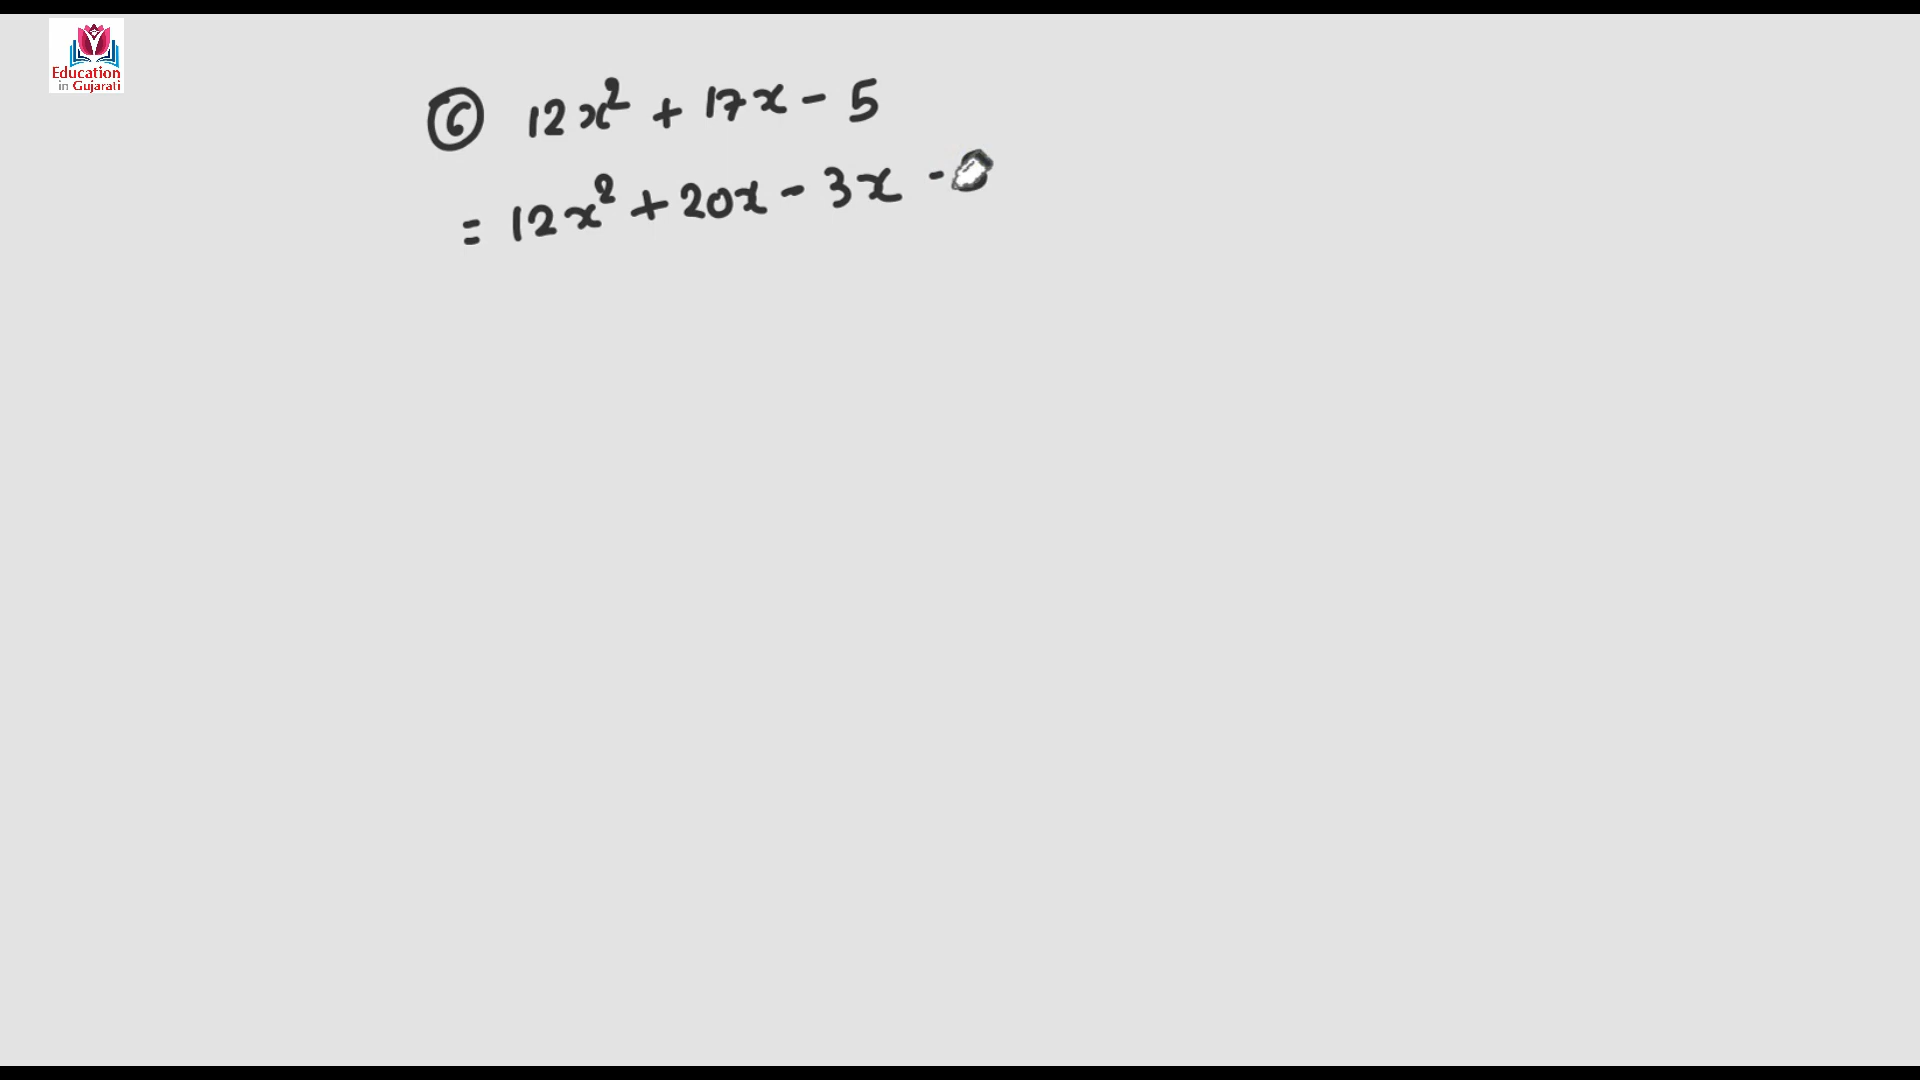 Education
in Gujarati
⑥ 12x² + 17x - 5
= 12x² + 20x - 3x -